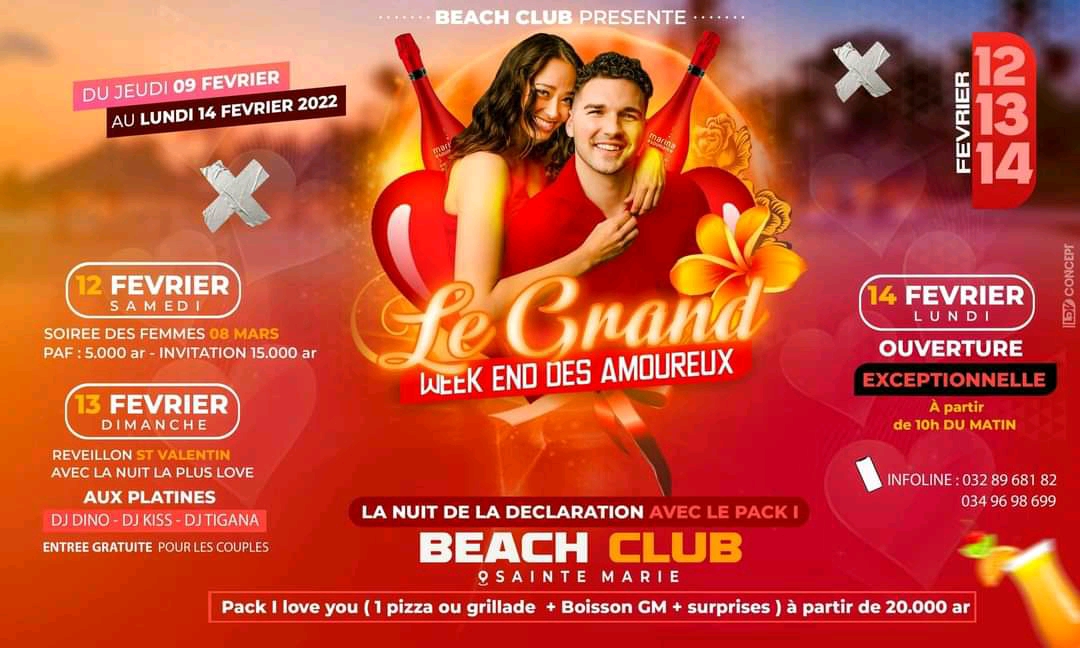 BEACH CLUB PRESENTE
DU JEUDI 09 FEVRIER
AU LUNDI 14 FEVRIER 2022
FEVRIER
12
13
14
12 FEVRIER
SAMEDI
SOIREE DES FEMMES 08 MARS
PAF : 5.000 ar - INVITATION 15.000 ar
13 FEVRIER
DIMANCHE
REVEILLON ST VALENTIN
AVEC LA NUIT LA PLUS LOVE
AUX PLATINES
DJ DINO - DJ KISS - DJ TIGANA
ENTREE GRATUITE POUR LES COUPLES
Le Grand
WEEK END DES AMOUREUX
14 FEVRIER
LUNDI
OUVERTURE
EXCEPTIONNELLE
À partir
de 10h DU MATIN
INFOLINE : 032 89 681 82
034 96 98 699
LA NUIT DE LA DECLARATION AVEC LE PACK I
BEACH CLUB
SAINTE MARIE
Pack I love you ( 1 pizza ou grillade + Boisson GM + surprises ) à partir de 20.000 ar
CONCEPT